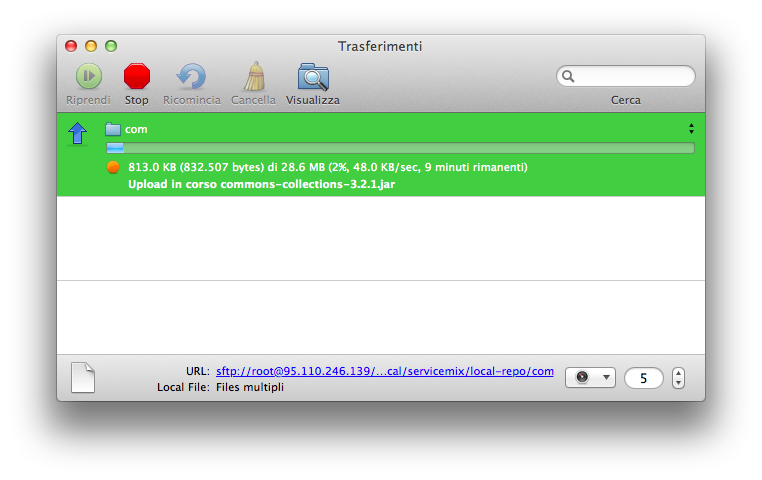 Trasferimenti
Riprendi Stop Ricomincia Cancella Visualizza Cerca
com
813.0 KB (832.507 bytes) di 28.6 MB (2%, 48.0 KB/sec, 9 minuti rimanenti)
Upload in corso commons-collections-3.2.1.jar
URL: sftp://root@95.110.246.139/...cal/servicemix/local-repo/com 5
Local File: Files multipli